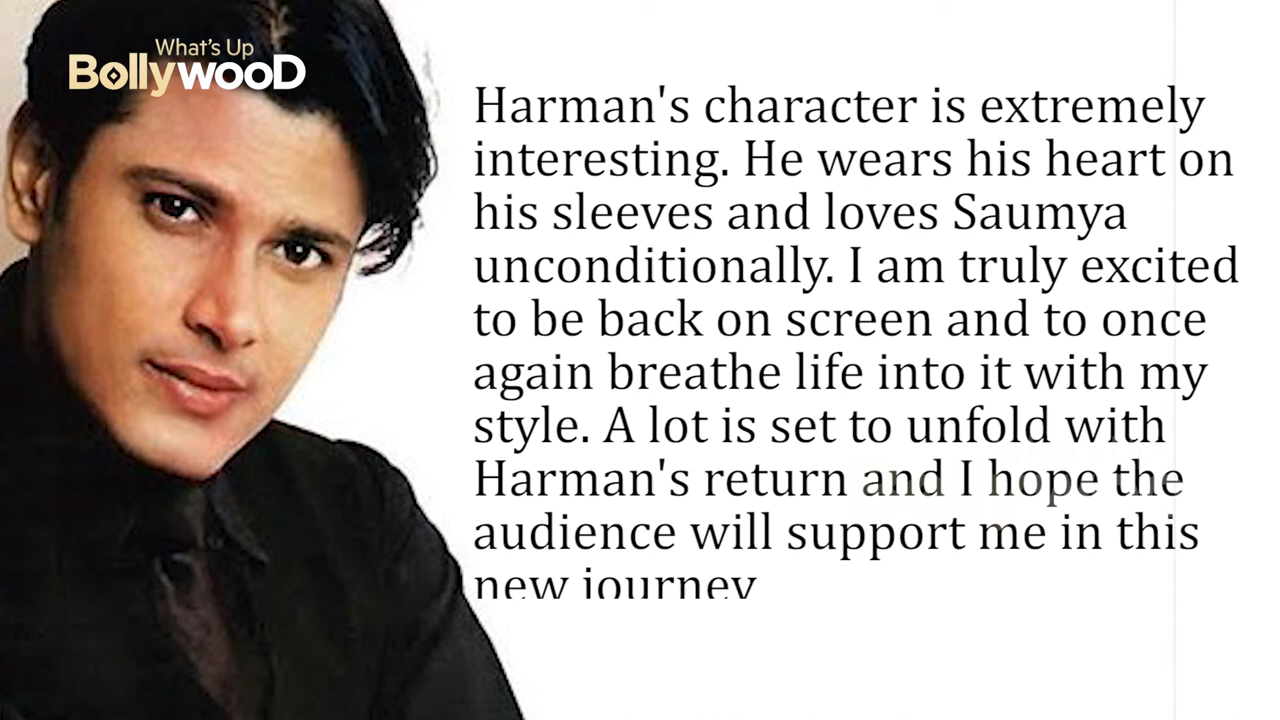 What's Up
BollywooD
Harman's character is extremely
interesting. He wears his heart on
his sleeves and loves Saumya
unconditionally. I am truly excited
to be back on screen and to once
again breathe life into it with my
style. A lot is set to unfold with
Harman's return and I hope the
audience will support me in this
new journey